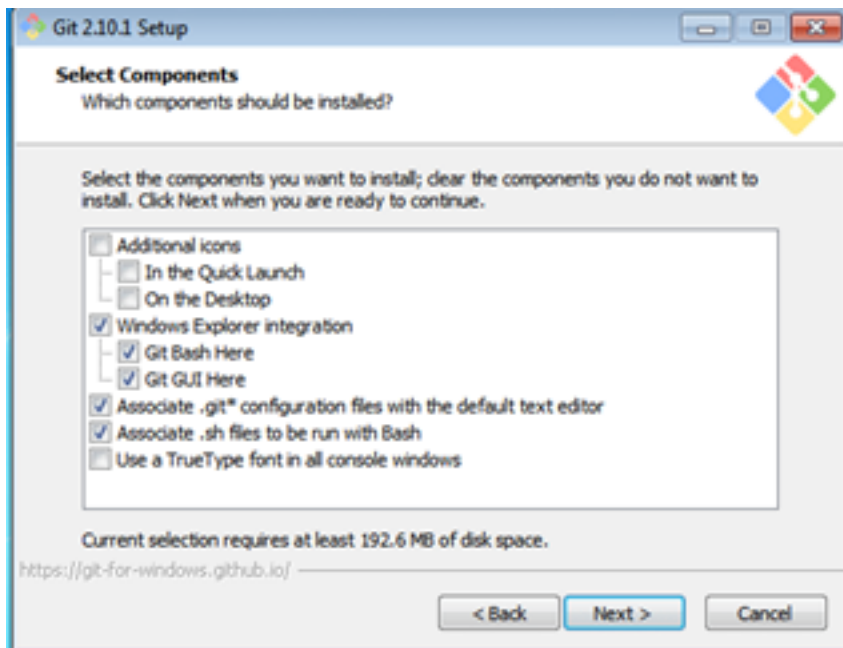 Git 2.10.1 Setup
Select Components
Which components should be installed?
Select the components you want to install; clear the components you do not want to
install. Click Next when you are ready to continue.
Additional icons
In the Quick Launch
On the Desktop
Windows Explorer integration
Git Bash Here
Git GUI Here
Associate .git* configuration files with the default text editor
Associate .sh files to be run with Bash
Use a TrueType font in all console windows
Current selection requires at least 192.6 MB of disk space.
https://git-for-windows.github.io/
< Back Next > Cancel